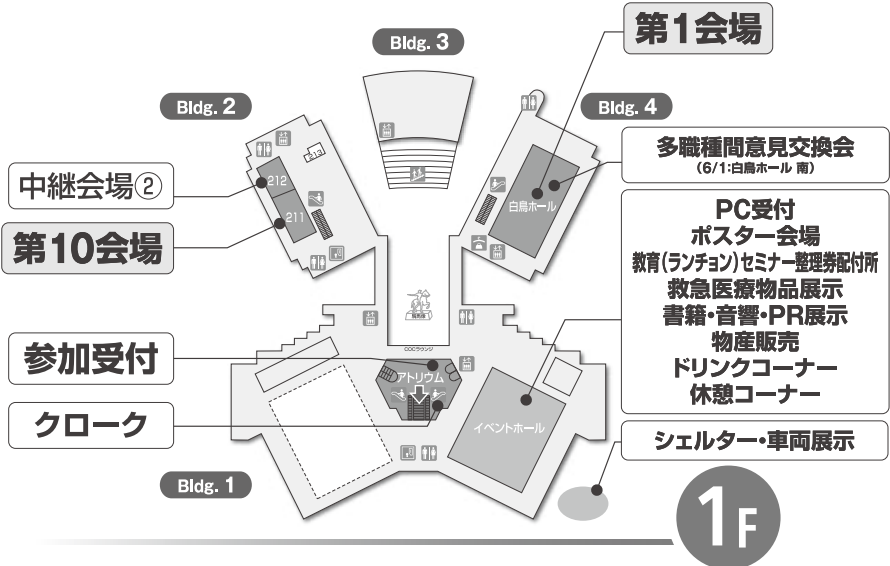 Bldg. 3
第1会場
Bldg. 2
Bldg. 4
213
多職種間意見交換会
(6/1:白鳥ホール 南)
中継会場②
212
211
白鳥ホール
第10会場
PC受付
ポスター会場
教育(ランチョン)セミナー整理券配付所
救急医療物品展示
書籍・音響・PR展示
物産販売
ドリンクコーナー
休憩コーナー
参加受付
アトリウム
クローク
イベントホール
シェルター・車両展示
Bldg. 1
1F